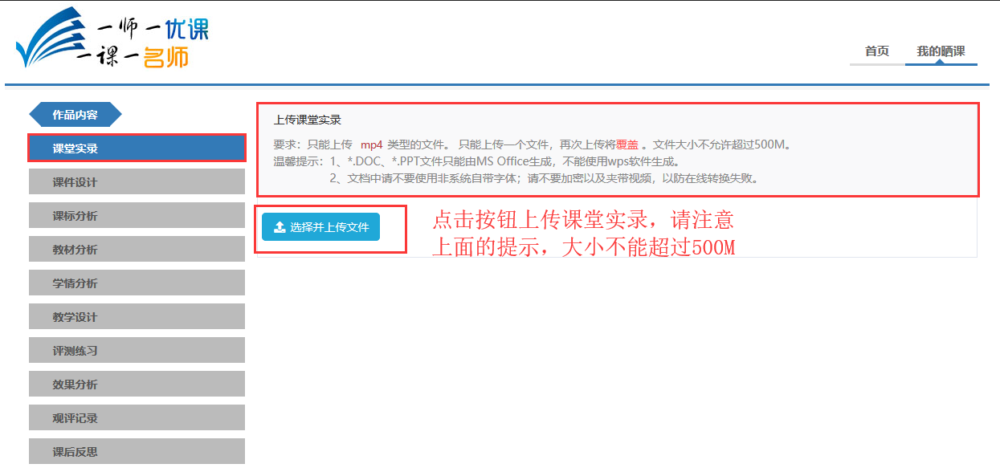 一师一优课
一课一名师
首页
我的晒课
作品内容
课堂实录
课件设计
课标分析
教材分析
学情分析
教学设计
评测练习
效果分析
观评记录
课后反思
上传课堂实录
要求：只能上传 mp4 类型的文件。 只能上传一个文件，再次上传将覆盖 。文件大小不允许超过500M。
温馨提示：1、*.DOC、*.PPT文件只能由MS Office生成，不能使用wps软件生成。
2、文档中请不要使用非系统自带字体；请不要加密以及夹带视频，以防在线转换失败。
选择并上传文件
点击按钮上传课堂实录，请注意
上面的提示，大小不能超过500M